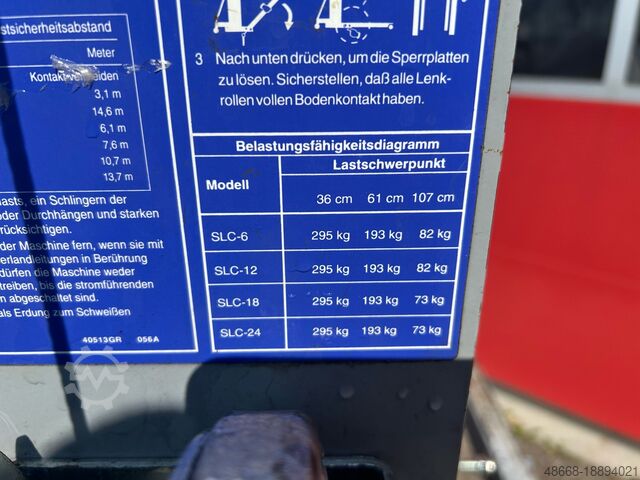 stsicherheitsabstand
Meter
Kontakt vermeiden
3,1 m
14,6 m
6,1 m
7,6 m
10,7 m
13,7 m
asts, ein Schlingern der
oder Durchhängen und starken
rücksichtigen.
der Maschine fern, wenn sie mit
verlandleitungen in Berührung
dürfen die Maschine weder
treiben, bis die stromführenden
n abgeschaltet sind.
als Erdung zum Schweißen
40513GR 056A
3 Nach unten drücken, um die Sperrplatten
zu lösen. Sicherstellen, daß alle Lenk-
rollen vollen Bodenkontakt haben.
Belastungsfähigkeitsdiagramm
Lastschwerpunkt
Modell
36 cm 61 cm 107 cm
SLC-6 295 kg 193 kg 82 kg
SLC-12 295 kg 193 kg 82 kg
SLC-18 295 kg 193 kg 73 kg
SLC-24 295 kg 193 kg 73 kg
48668-18894021